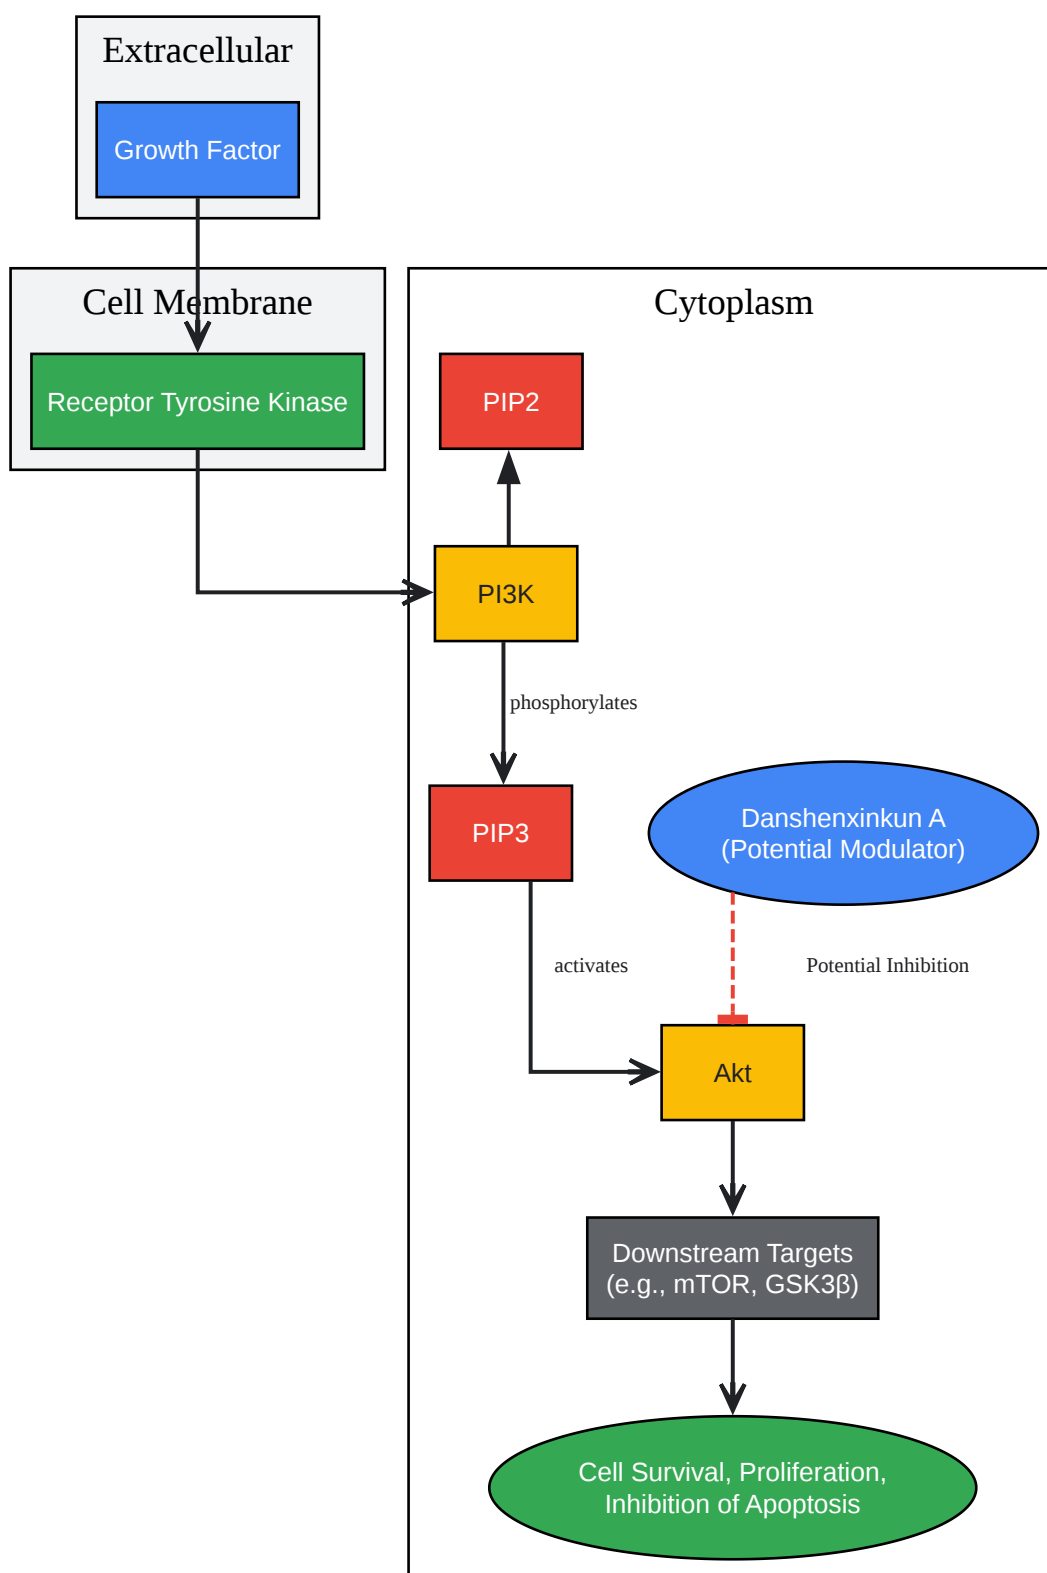 Extracellular
Growth Factor
Cell Membrane
Receptor Tyrosine Kinase
Cytoplasm
PIP2
PI3K
phosphorylates
PIP3
Danshenxinkun A
(Potential Modulator)
activates
Potential Inhibition
Akt
Downstream Targets
(e.g., mTOR, GSK3β)
Cell Survival, Proliferation,
Inhibition of Apoptosis